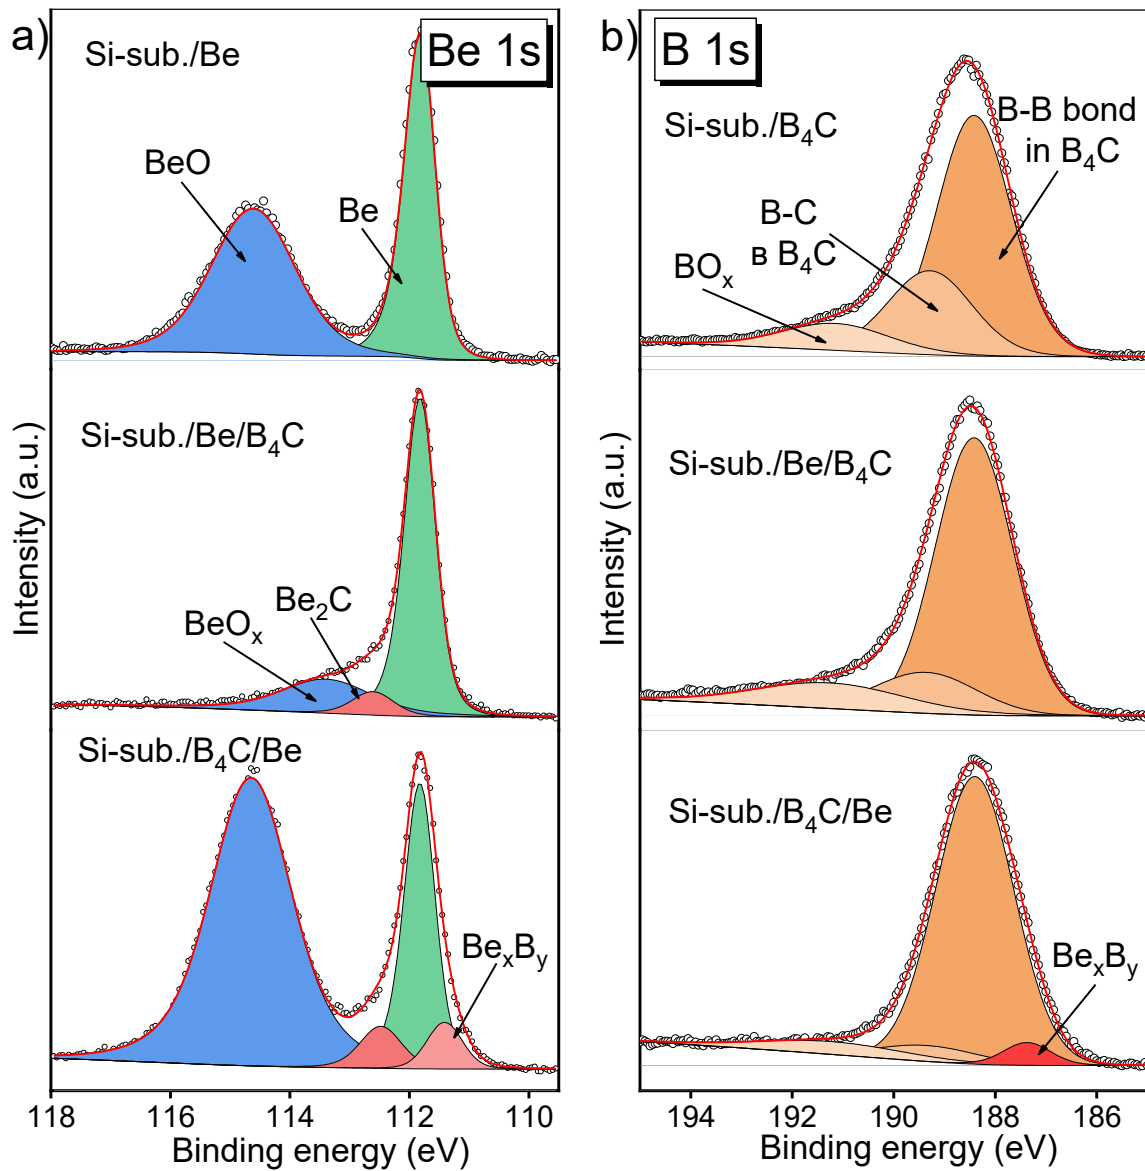 a)
Be 1s
Si-sub./Be
BeO
Be
Si-sub./Be/B₄C
BeOₓ
Be₂C
Si-sub./B₄C/Be
BeₓBᵧ
Intensity (a.u.)
118 116 114 112 110
Binding energy (eV)
b)
B 1s
Si-sub./B₄C
B-B bond
in B₄C
B-C
в B₄C
BOₓ
Si-sub./Be/B₄C
Si-sub./B₄C/Be
BeₓBᵧ
Intensity (a.u.)
194 192 190 188 186
Binding energy (eV)